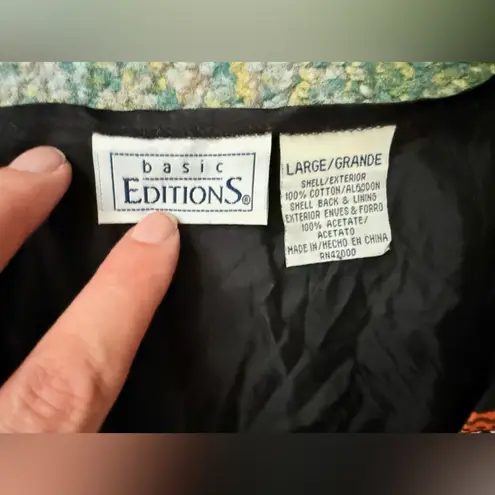 basic
EDITIONS®
LARGE/GRANDE
SHELL/EXTERIOR
100% COTTON/ALGODON
SHELL BACK & LINING
EXTERIOR ENVES & FORRO
100% ACETATE/
ACETATO
MADE IN/HECHO EN CHINA
RN42000